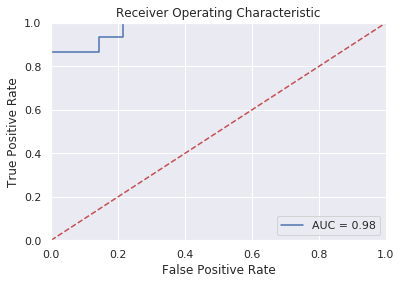 Receiver Operating Characteristic
True Positive Rate
1.0
0.8
0.6
0.4
0.2
0.0
AUC = 0.98
0.0 0.2 0.4 0.6 0.8 1.0
False Positive Rate